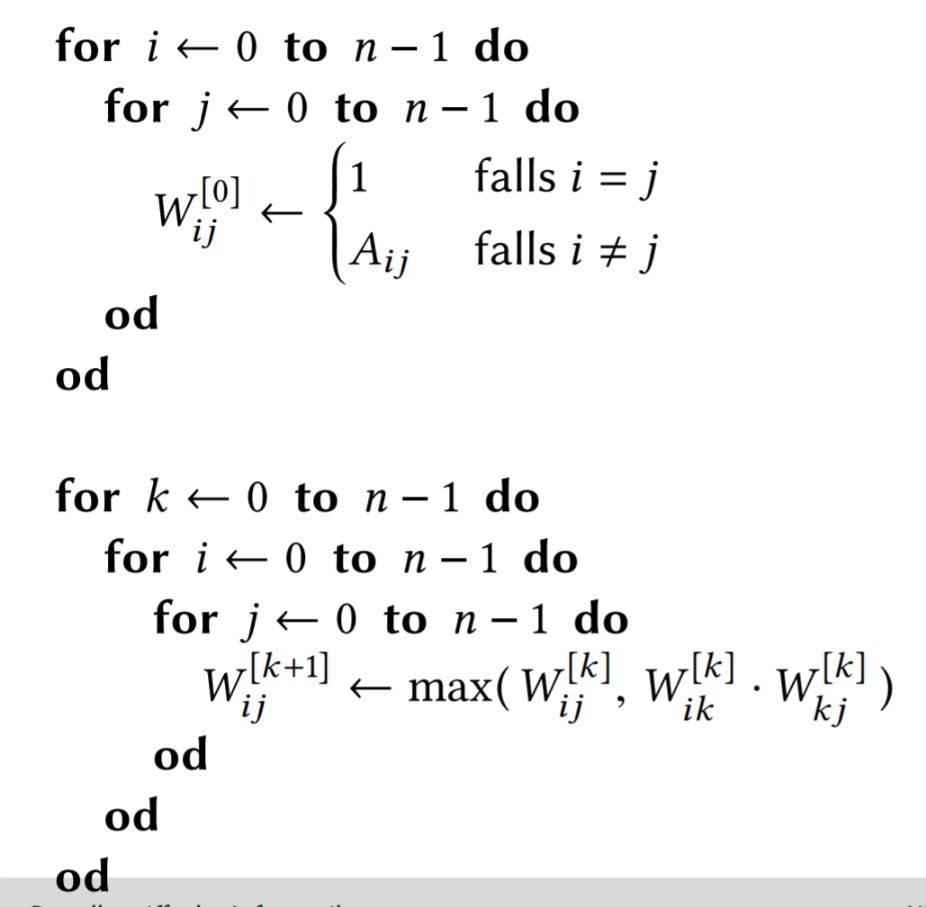 for i ← 0 to n − 1 do
for j ← 0 to n − 1 do
W_{ij}^{[0]} ← { 1 falls i = j
A_{ij} falls i ≠ j
od
od
for k ← 0 to n − 1 do
for i ← 0 to n − 1 do
for j ← 0 to n − 1 do
W_{ij}^{[k+1]} ← max( W_{ij}^{[k]}, W_{ik}^{[k]} · W_{kj}^{[k]} )
od
od
od